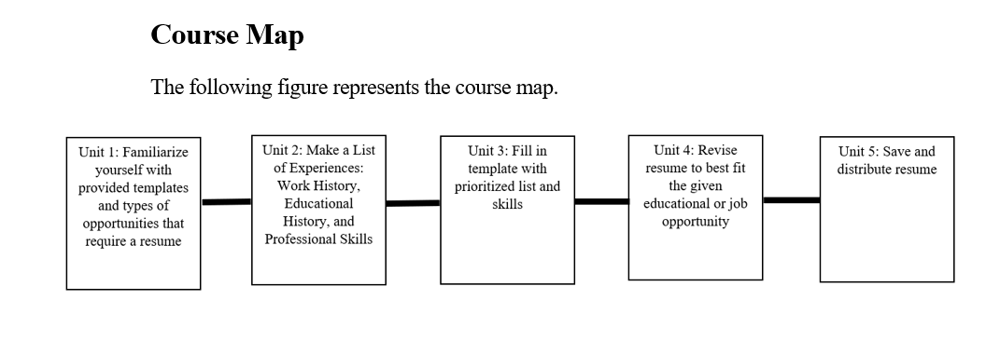 Course Map
The following figure represents the course map.
Unit 1: Familiarize
yourself with
provided templates
and types of
opportunities that
require a resume
Unit 2: Make a List
of Experiences:
Work History,
Educational
History, and
Professional Skills
Unit 3: Fill in
template with
prioritized list and
skills
Unit 4: Revise
resume to best fit
the given
educational or job
opportunity
Unit 5: Save and
distribute resume